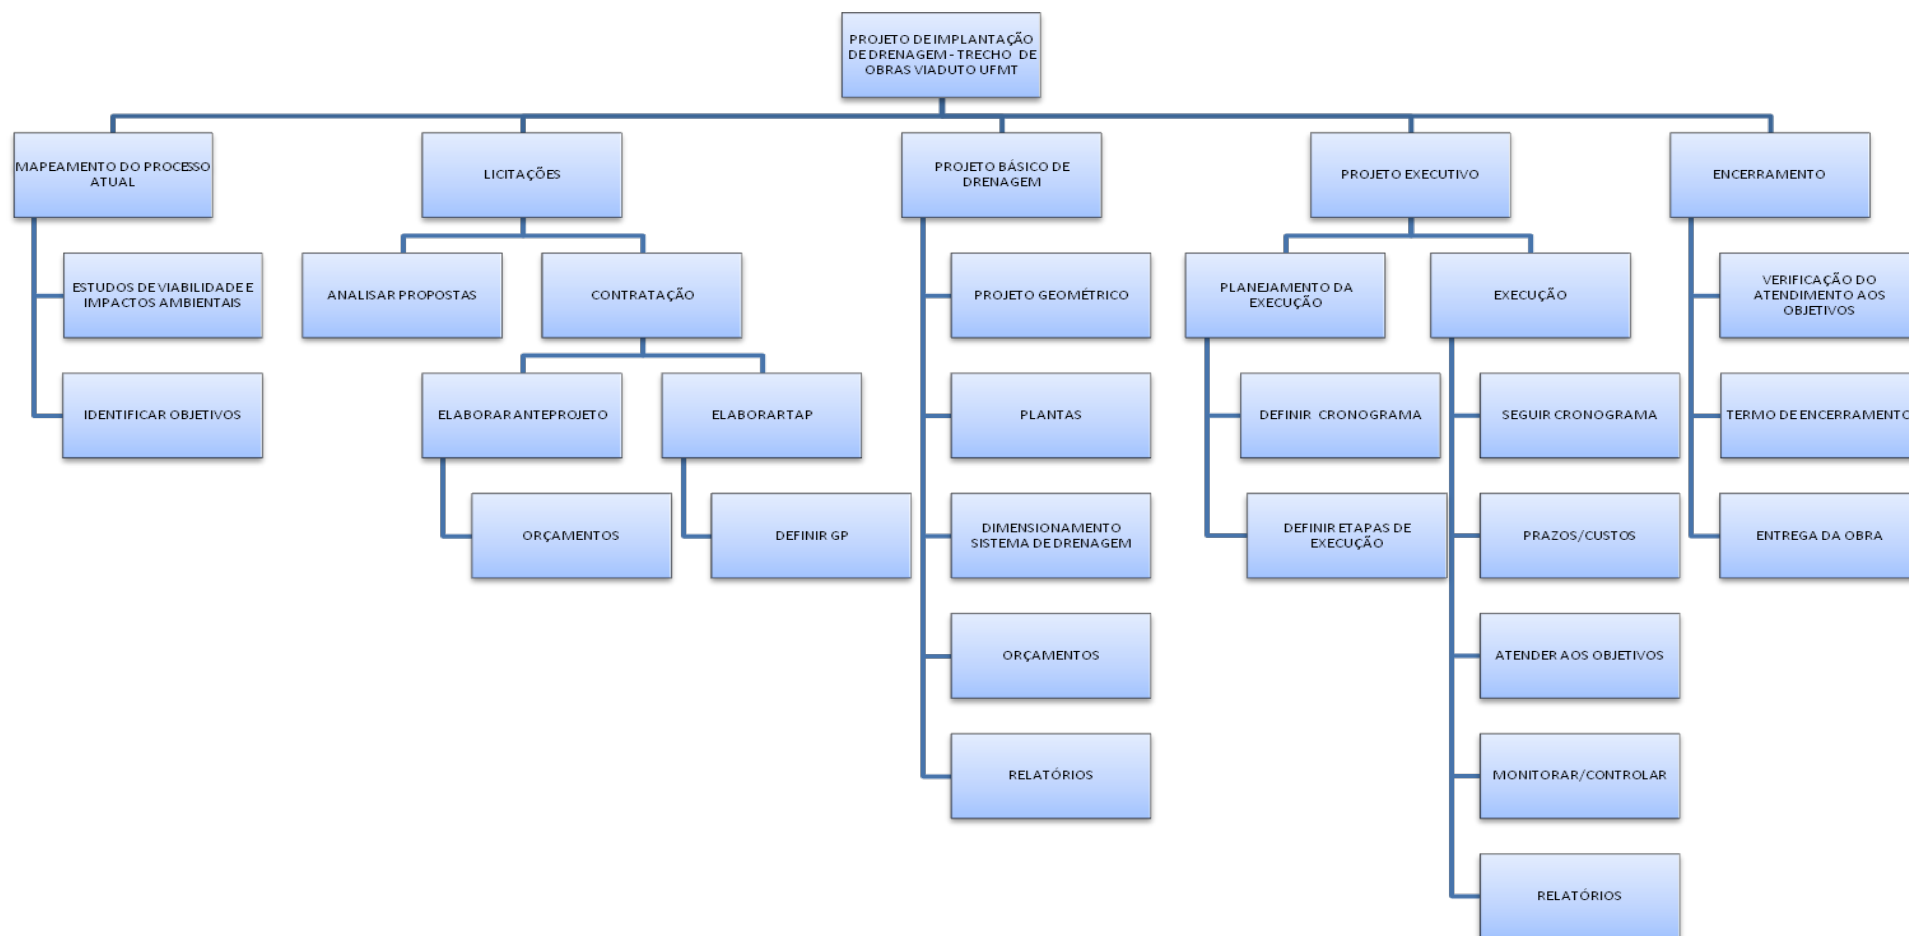 PROJETO DE IMPLANTAÇÃO
DE DRENAGEM - TRECHO DE
OBRAS VIADUTO UFMT
MAPEAMENTO DO PROCESSO
ATUAL
LICITAÇÕES
PROJETO BÁSICO DE
DRENAGEM
PROJETO EXECUTIVO
ENCERRAMENTO
ESTUDOS DE VIABILIDADE E
IMPACTOS AMBIENTAIS
IDENTIFICAR OBJETIVOS
ANALISAR PROPOSTAS
CONTRATAÇÃO
ELABORAR ANTEPROJETO
ORÇAMENTOS
ELABORAR TAP
DEFINIR GP
PROJETO GEOMÉTRICO
PLANTAS
DIMENSIONAMENTO
SISTEMA DE DRENAGEM
ORÇAMENTOS
RELATÓRIOS
PLANEJAMENTO DA
EXECUÇÃO
DEFINIR CRONOGRAMA
DEFINIR ETAPAS DE
EXECUÇÃO
EXECUÇÃO
SEGUIR CRONOGRAMA
PRAZOS/CUSTOS
ATENDER AOS OBJETIVOS
MONITORAR/CONTROLAR
RELATÓRIOS
VERIFICAÇÃO DO
ATENDIMENTO AOS
OBJETIVOS
TERMO DE ENCERRAMENTO
ENTREGA DA OBRA